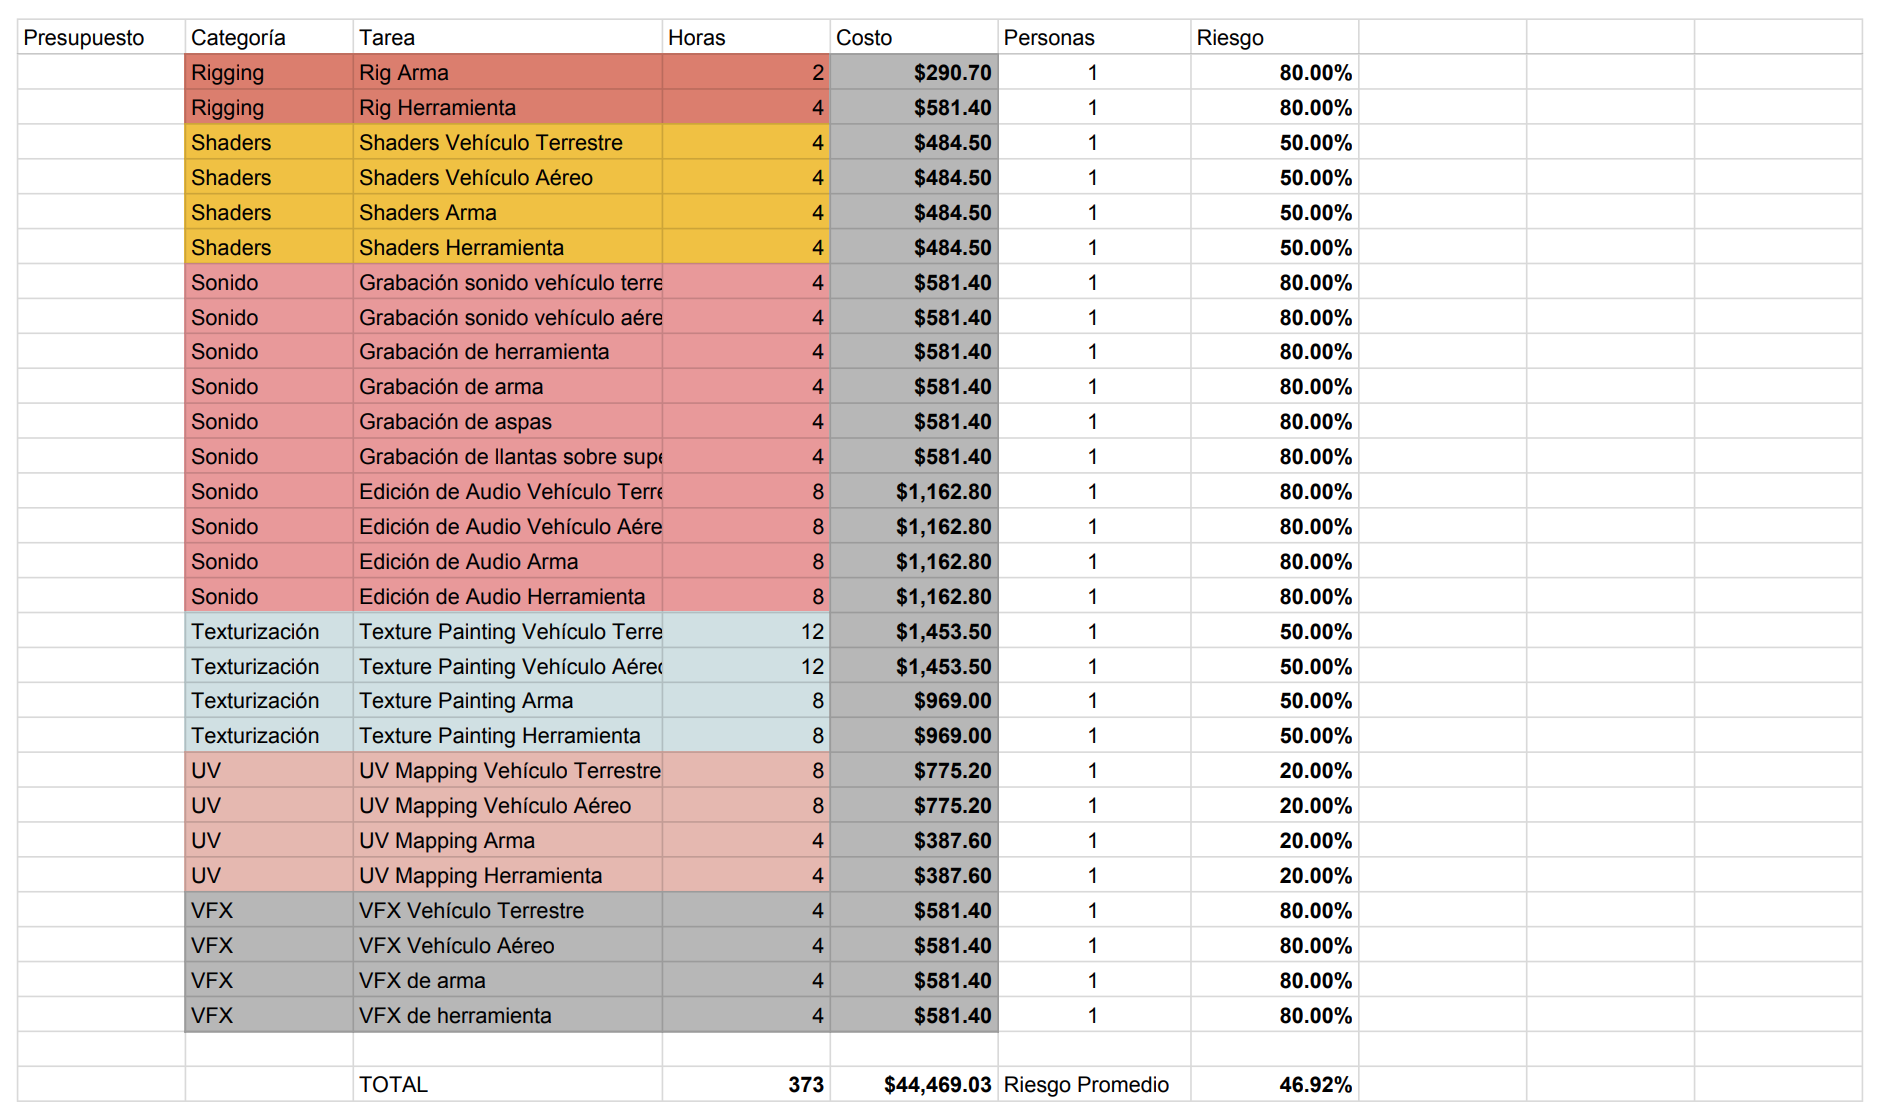 Presupuesto Categoría Tarea Horas Costo Personas Riesgo
Rigging Rig Arma 2 $290.70 1 80.00%
Rigging Rig Herramienta 4 $581.40 1 80.00%
Shaders Shaders Vehículo Terrestre 4 $484.50 1 50.00%
Shaders Shaders Vehículo Aéreo 4 $484.50 1 50.00%
Shaders Shaders Arma 4 $484.50 1 50.00%
Shaders Shaders Herramienta 4 $484.50 1 50.00%
Sonido Grabación sonido vehículo terre 4 $581.40 1 80.00%
Sonido Grabación sonido vehículo aére 4 $581.40 1 80.00%
Sonido Grabación de herramienta 4 $581.40 1 80.00%
Sonido Grabación de arma 4 $581.40 1 80.00%
Sonido Grabación de aspas 4 $581.40 1 80.00%
Sonido Grabación de llantas sobre supe 4 $581.40 1 80.00%
Sonido Edición de Audio Vehículo Terre 8 $1,162.80 1 80.00%
Sonido Edición de Audio Vehículo Aére 8 $1,162.80 1 80.00%
Sonido Edición de Audio Arma 8 $1,162.80 1 80.00%
Sonido Edición de Audio Herramienta 8 $1,162.80 1 80.00%
Texturización Texture Painting Vehículo Terre 12 $1,453.50 1 50.00%
Texturización Texture Painting Vehículo Aéreo 12 $1,453.50 1 50.00%
Texturización Texture Painting Arma 8 $969.00 1 50.00%
Texturización Texture Painting Herramienta 8 $969.00 1 50.00%
UV UV Mapping Vehículo Terrestre 8 $775.20 1 20.00%
UV UV Mapping Vehículo Aéreo 8 $775.20 1 20.00%
UV UV Mapping Arma 4 $387.60 1 20.00%
UV UV Mapping Herramienta 4 $387.60 1 20.00%
VFX VFX Vehículo Terrestre 4 $581.40 1 80.00%
VFX VFX Vehículo Aéreo 4 $581.40 1 80.00%
VFX VFX de arma 4 $581.40 1 80.00%
VFX VFX de herramienta 4 $581.40 1 80.00%
TOTAL 373 $44,469.03 Riesgo Promedio 46.92%